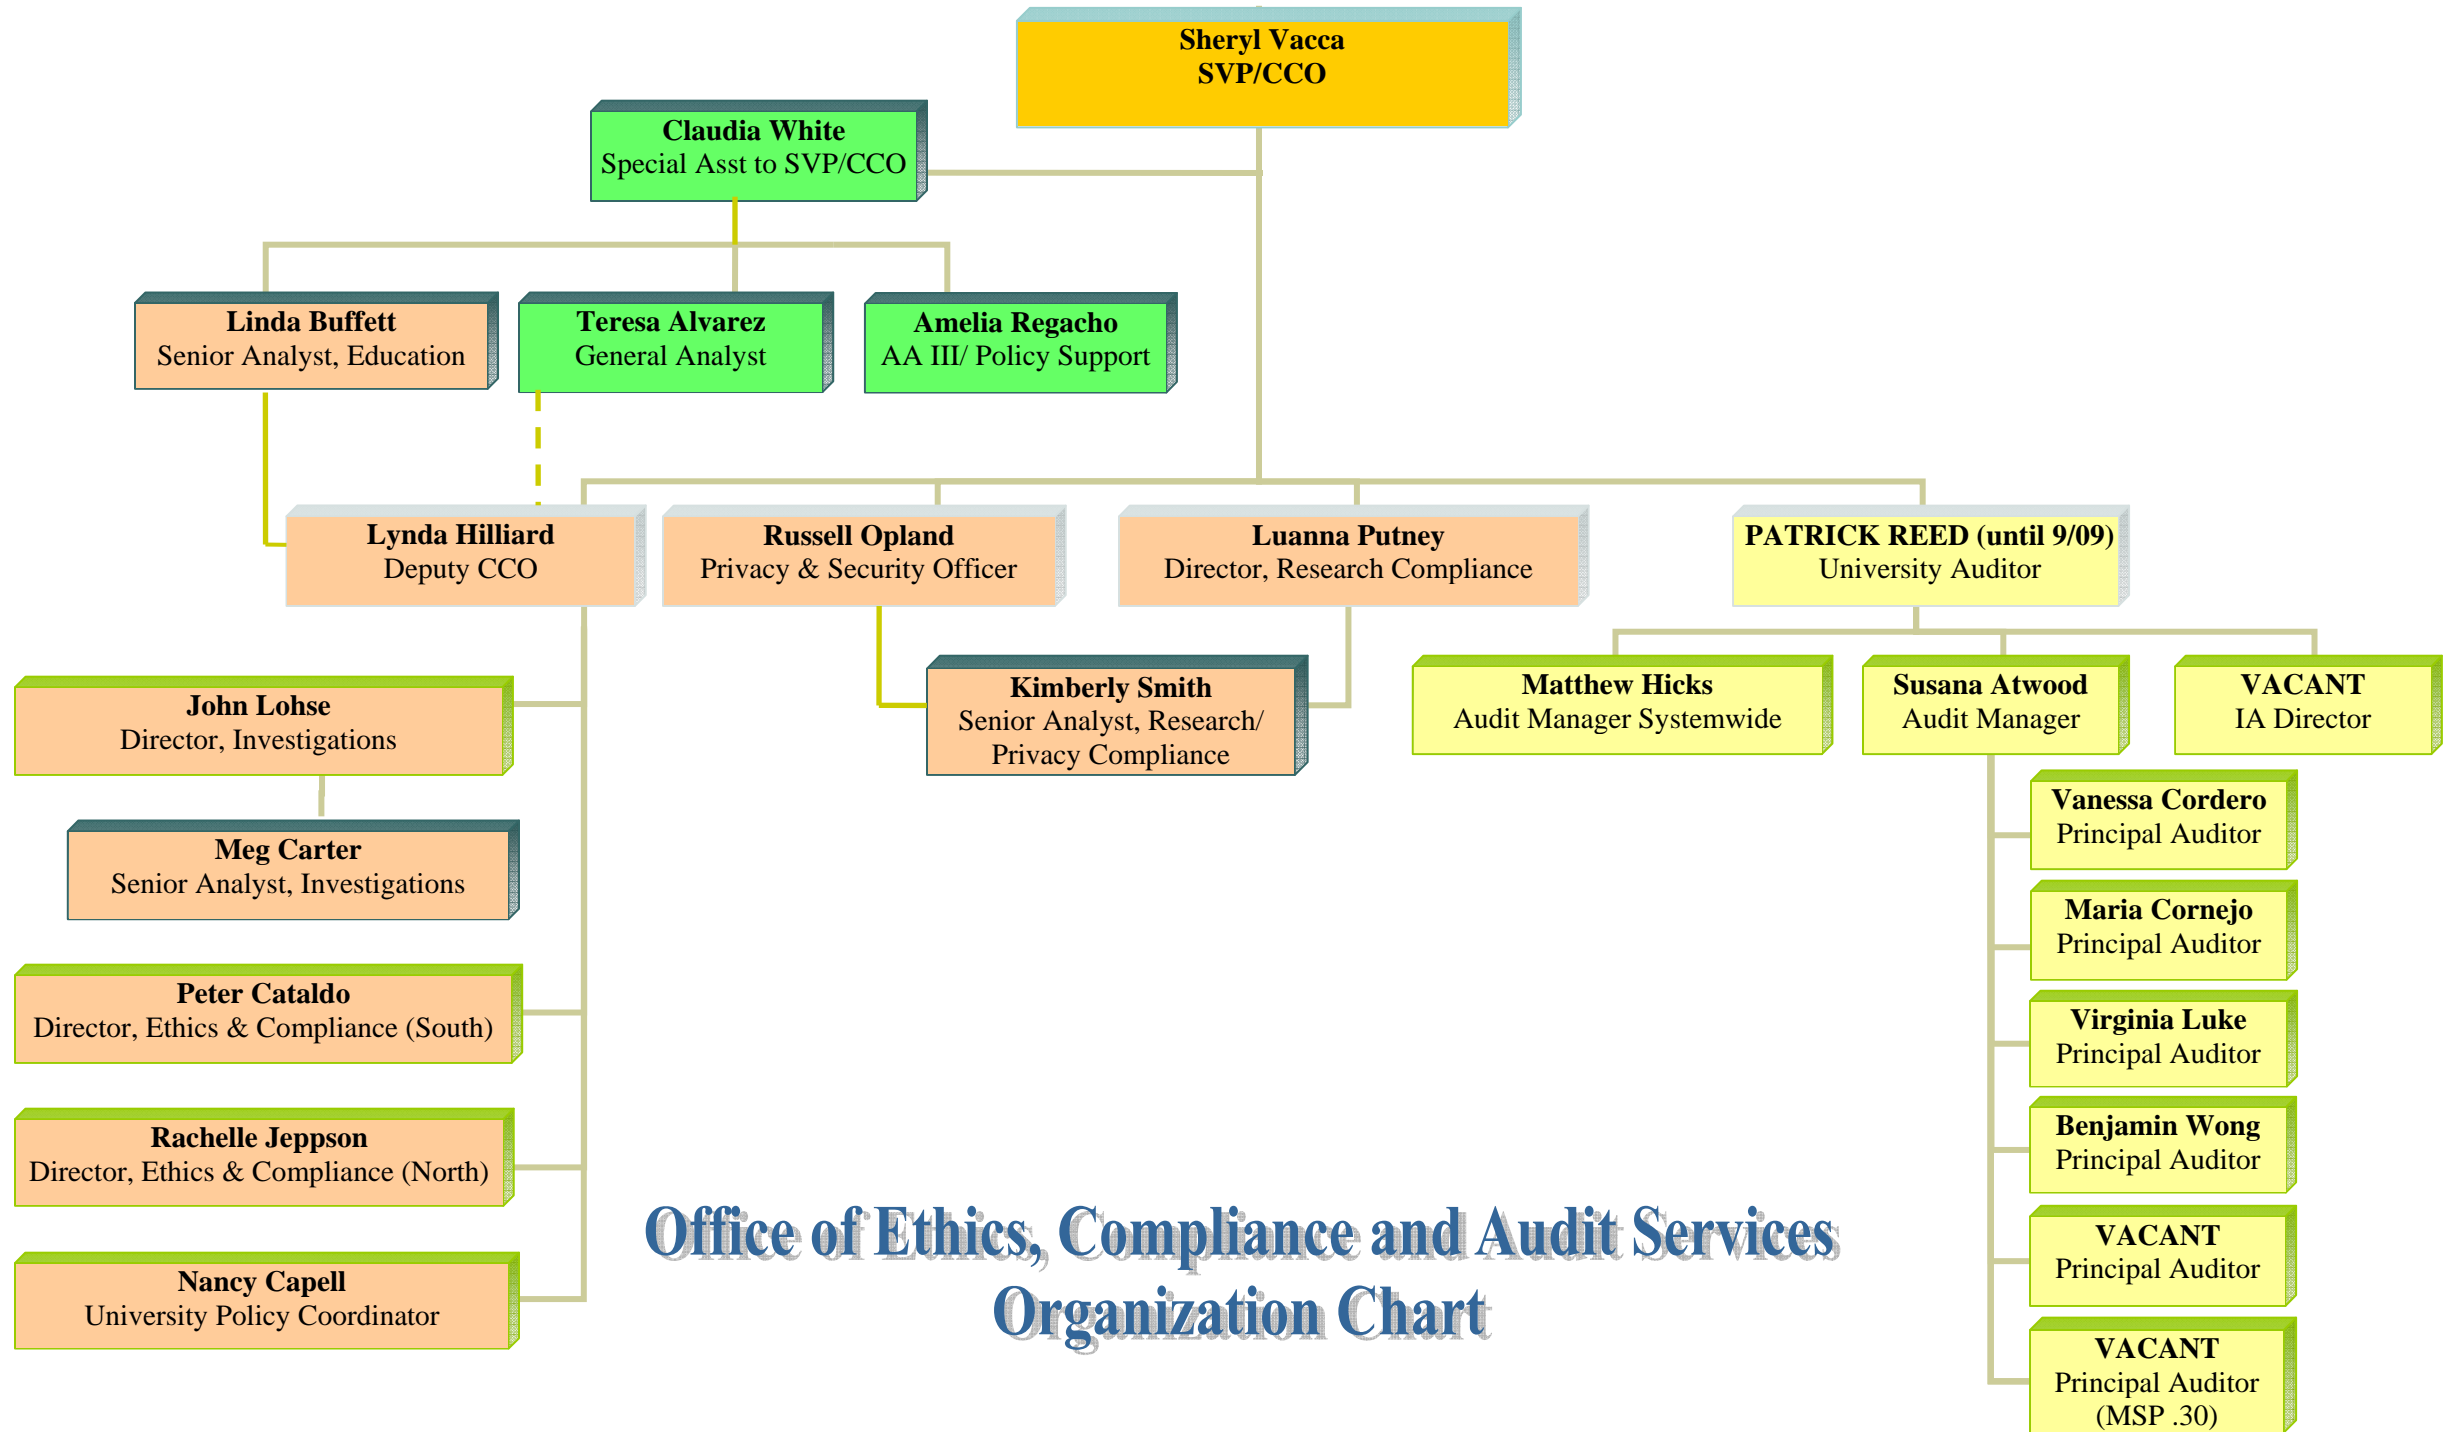 Sheryl Vacca
SVP/CCO
Claudia White
Special Asst to SVP/CCO
Linda Buffett
Senior Analyst, Education
Teresa Alvarez
General Analyst
Amelia Regacho
AA III/ Policy Support
Lynda Hilliard
Deputy CCO
Russell Opland
Privacy & Security Officer
Luanna Putney
Director, Research Compliance
PATRICK REED (until 9/09)
University Auditor
John Lohse
Director, Investigations
Meg Carter
Senior Analyst, Investigations
Peter Cataldo
Director, Ethics & Compliance (South)
Rachelle Jeppson
Director, Ethics & Compliance (North)
Nancy Capell
University Policy Coordinator
Kimberly Smith
Senior Analyst, Research/
Privacy Compliance
Matthew Hicks
Audit Manager Systemwide
Susana Atwood
Audit Manager
VACANT
IA Director
Vanessa Cordero
Principal Auditor
Maria Cornejo
Principal Auditor
Virginia Luke
Principal Auditor
Benjamin Wong
Principal Auditor
VACANT
Principal Auditor
VACANT
Principal Auditor
(MSP .30)
Office of Ethics, Compliance and Audit Services
Organization Chart